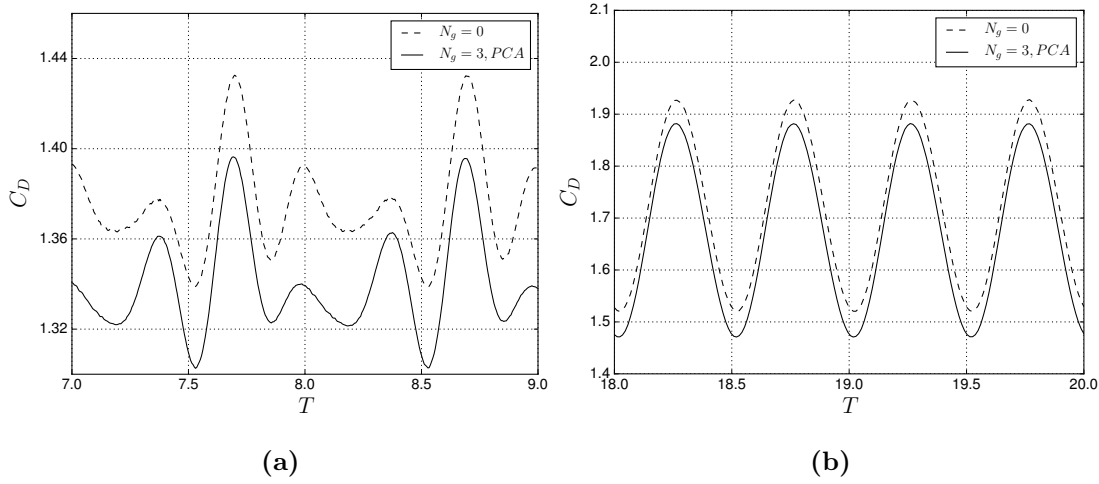 1.44
1.40
1.36
1.32
C_D
7.0 7.5 8.0 8.5 9.0
T
N_g = 0
N_g = 3, PCA
(a)
2.1
2.0
1.9
1.8
1.7
1.6
1.5
1.4
C_D
18.0 18.5 19.0 19.5 20.0
T
N_g = 0
N_g = 3, PCA
(b)